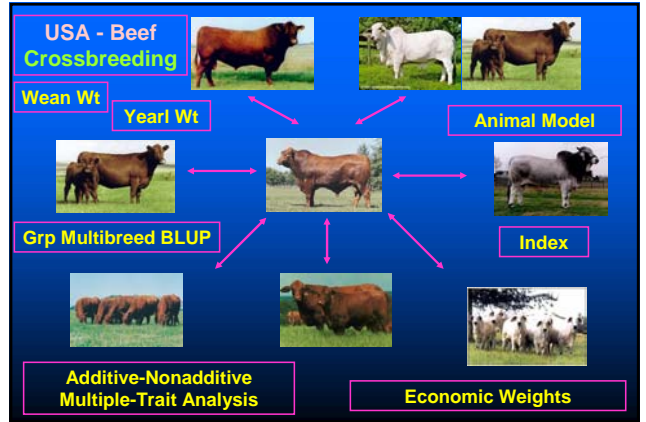 USA - Beef
Crossbreeding
Wean Wt
Yearl Wt
Animal Model
Grp Multibreed BLUP
Index
Additive-Nonadditive
Multiple-Trait Analysis
Economic Weights